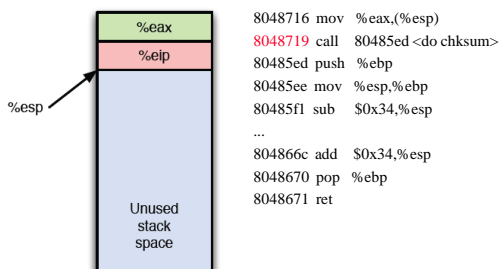 %eax
%eip
%esp
Unused
stack
space
8048716 mov %eax,(%esp)
8048719 call 80485ed <do chksum>
80485ed push %ebp
80485ee mov %esp,%ebp
80485f1 sub $0x34,%esp
...
804866c add $0x34,%esp
8048670 pop %ebp
8048671 ret